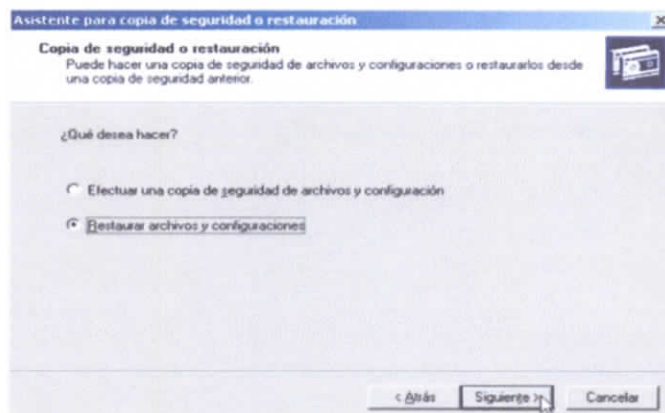 Asistente para copia de seguridad o restauración
Copia de seguridad o restauración
Puede hacer una copia de seguridad de archivos y configuraciones o restaurarlos desde
una copia de seguridad anterior.
¿Qué desea hacer?
Efectuar una copia de seguridad de archivos y configuración
Restaurar archivos y configuraciones
< Atrás Siguiente > Cancelar